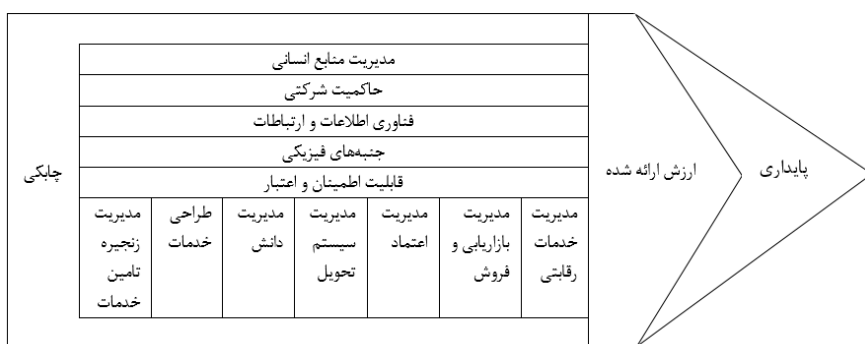 مدیریت منابع انسانی
حاکمیت شرکتی
فناوری اطلاعات و ارتباطات
جنبه‌های فیزیکی
قابلیت اطمینان و اعتبار
چابکی
ارزش ارائه شده
پایداری
مدیریت
خدمات
رقابتی
مدیریت
بازاریابی و
فروش
مدیریت
اعتماد
مدیریت
سیستم
تحویل
مدیریت
دانش
طراحی
خدمات
مدیریت
زنجیره
تامین
خدمات